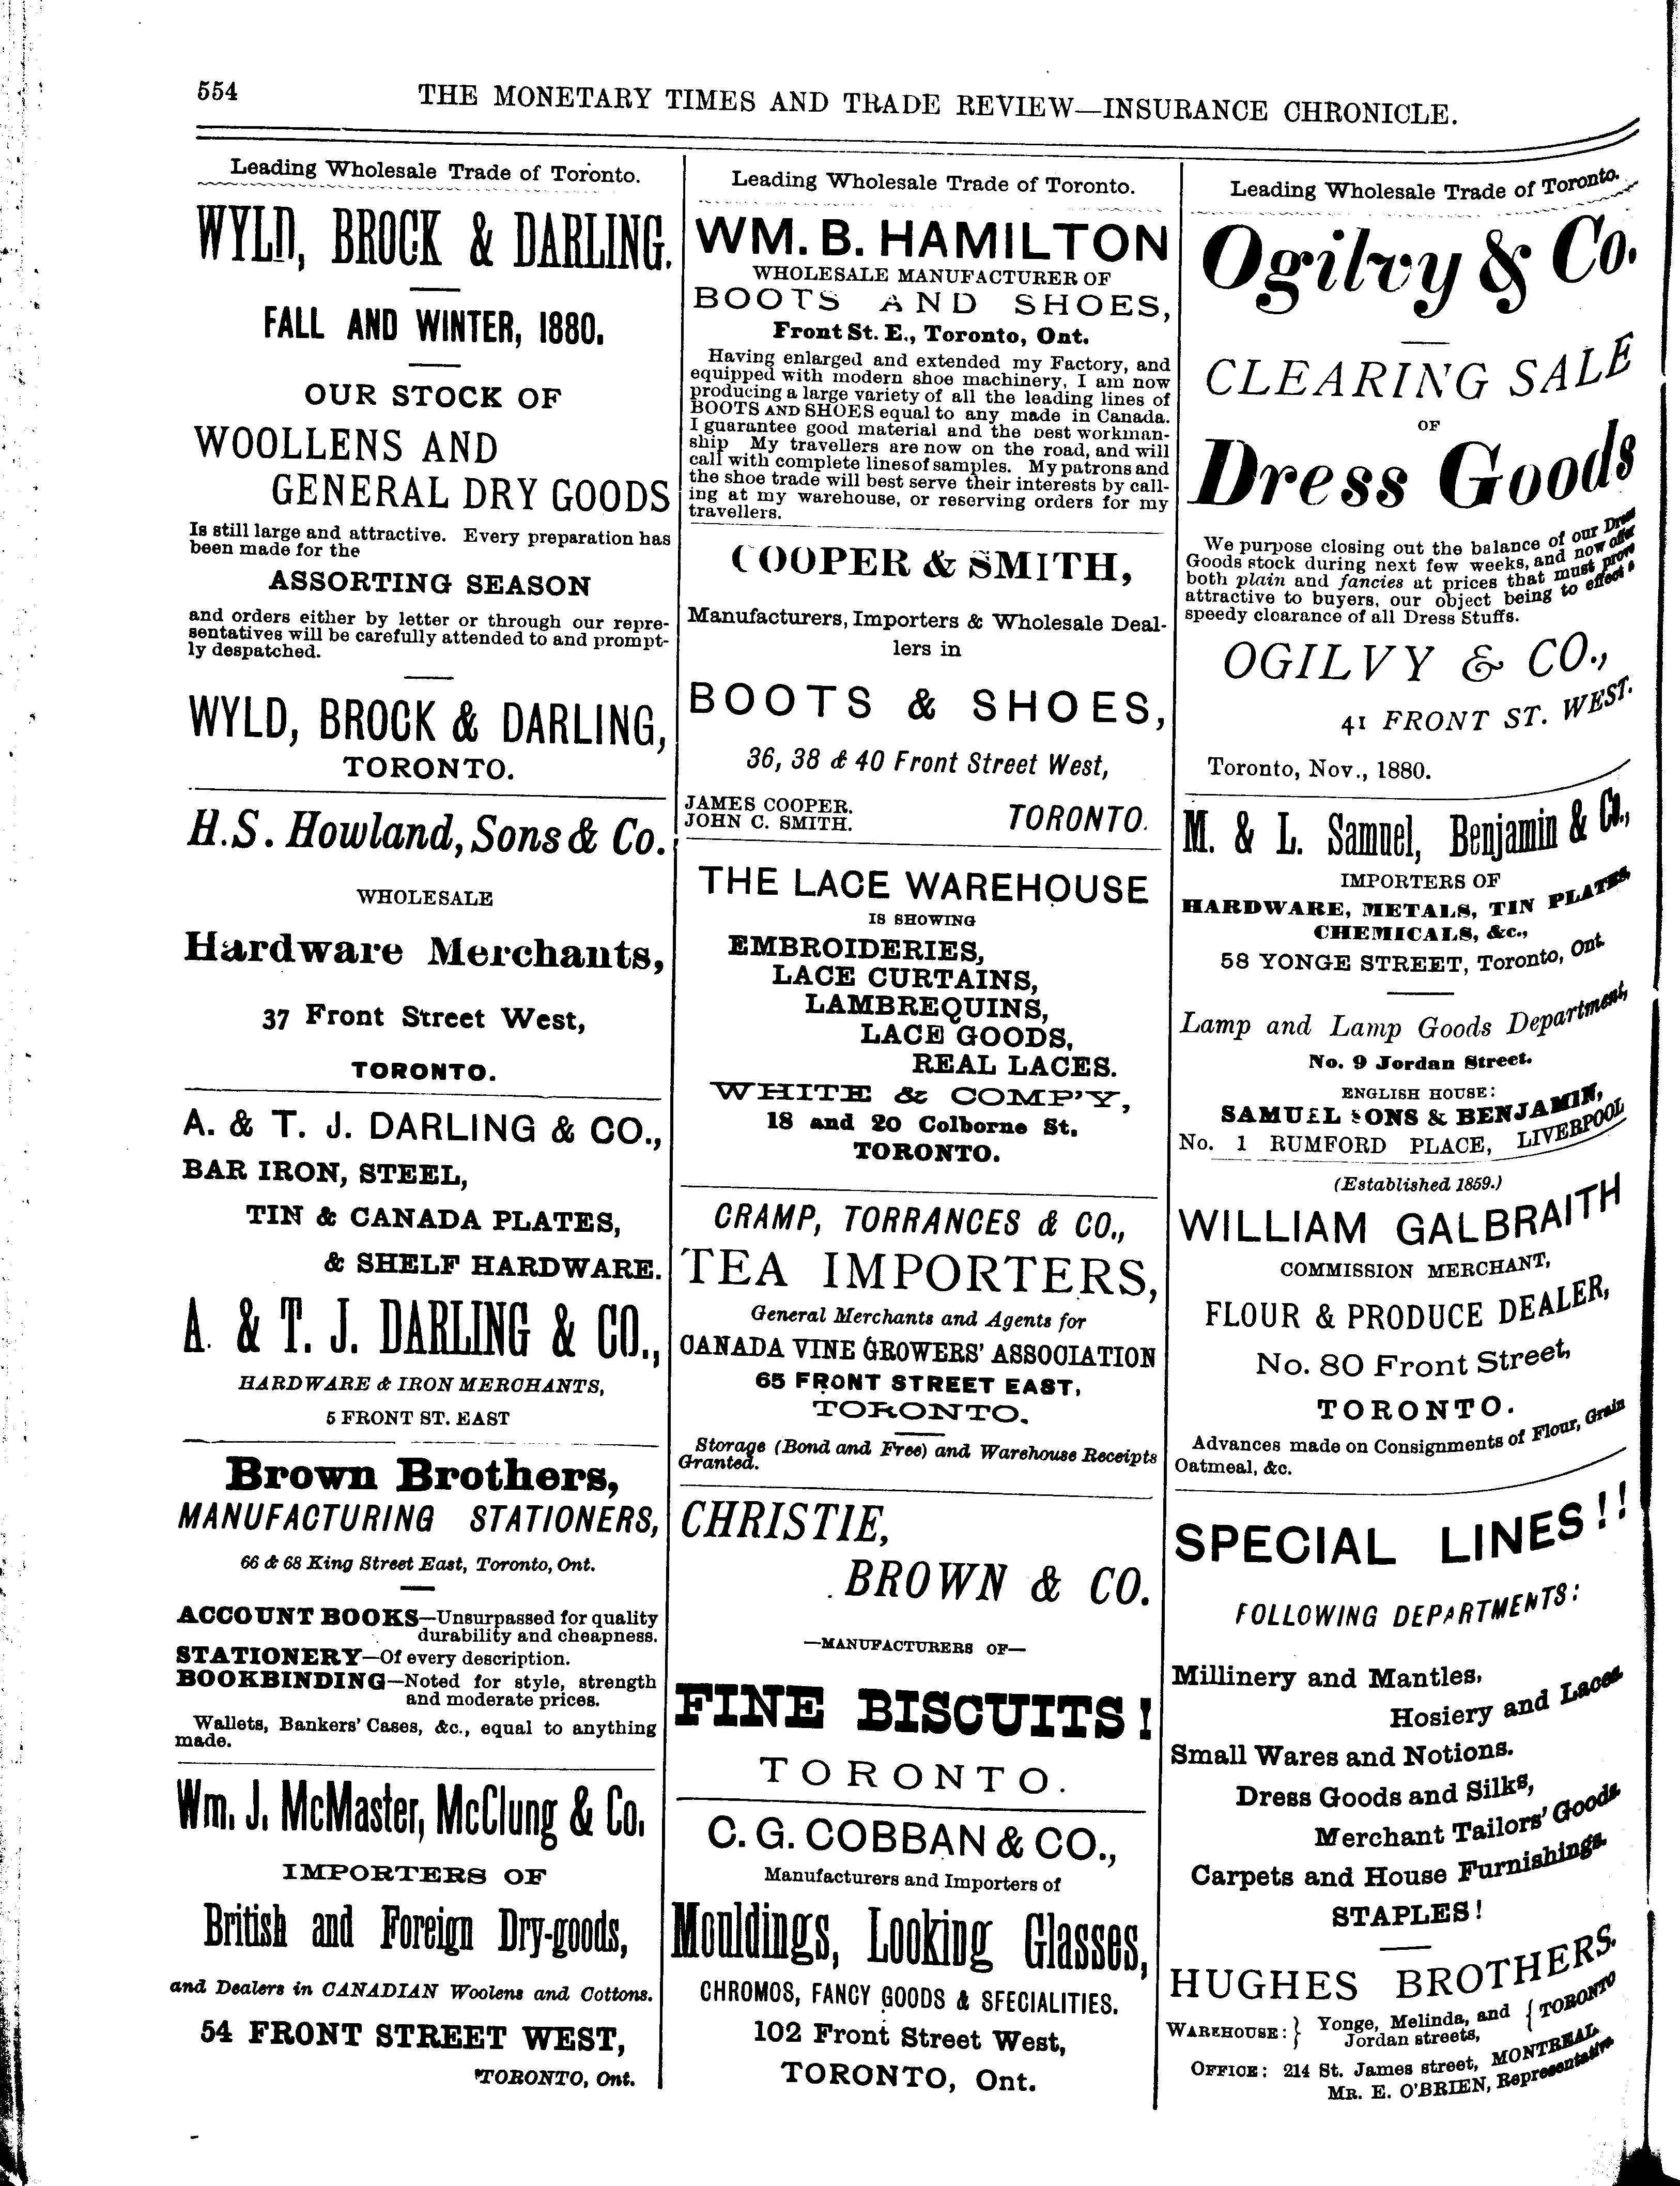 554
THE MONETARY TIMES AND TRADE REVIEW—INSURANCE CHRONICLE.
Leading Wholesale Trade of Toronto.
WYLD, BROCK & DARLING.
FALL AND WINTER, 1880.
OUR STOCK OF
WOOLLENS AND
GENERAL DRY GOODS
Is still large and attractive. Every preparation has
been made for the
ASSORTING SEASON
and orders either by letter or through our repre-
sentatives will be carefully attended to and prompt-
ly despatched.
WYLD, BROCK & DARLING,
TORONTO.
H.S. Howland, Sons & Co.
WHOLESALE
Hardware Merchants,
37 Front Street West,
TORONTO.
A. & T. J. DARLING & CO.,
BAR IRON, STEEL,
TIN & CANADA PLATES,
& SHELF HARDWARE.
A. & T. J. DARLING & CO.,
HARDWARE & IRON MERCHANTS,
5 FRONT ST. EAST
Brown Brothers,
MANUFACTURING STATIONERS,
66 & 68 King Street East, Toronto, Ont.
ACCOUNT BOOKS—Unsurpassed for quality
durability and cheapness.
STATIONERY—Of every description.
BOOKBINDING—Noted for style, strength
and moderate prices.
Wallets, Bankers' Cases, &c., equal to anything
made.
Wm. J. McMaster, McClung & Co.
IMPORTERS OF
British and Foreign Dry-goods,
and Dealers in CANADIAN Woolens and Cottons.
54 FRONT STREET WEST,
TORONTO, Ont.
Leading Wholesale Trade of Toronto.
WM. B. HAMILTON
WHOLESALE MANUFACTURER OF
BOOTS AND SHOES,
Front St. E., Toronto, Ont.
Having enlarged and extended my Factory, and
equipped with modern shoe machinery, I am now
producing a large variety of all the leading lines of
BOOTS AND SHOES equal to any made in Canada.
I guarantee good material and the best workman-
ship My travellers are now on the road, and will
call with complete lines of samples. My patrons and
the shoe trade will best serve their interests by call-
ing at my warehouse, or reserving orders for my
travellers.
COOPER & SMITH,
Manufacturers, Importers & Wholesale Deal-
lers in
BOOTS & SHOES,
36, 38 & 40 Front Street West,
JAMES COOPER.
JOHN C. SMITH.
TORONTO.
THE LACE WAREHOUSE
IS SHOWING
EMBROIDERIES,
LACE CURTAINS,
LAMBREQUINS,
LACE GOODS,
REAL LACES.
WHITE & COMP'Y,
18 and 20 Colborne St,
TORONTO.
CRAMP, TORRANCES & CO.,
TEA IMPORTERS,
General Merchants and Agents for
CANADA VINE GROWERS' ASSOCIATION
65 FRONT STREET EAST,
TORONTO.
Storage (Bond and Free) and Warehouse Receipts
Granted.
CHRISTIE,
BROWN & CO.
—MANUFACTURERS OF—
FINE BISCUITS!
TORONTO.
C. G. COBBAN & CO.,
Manufacturers and Importers of
Mouldings, Looking Glasses,
CHROMOS, FANCY GOODS & SPECIALITIES.
102 Front Street West,
TORONTO, Ont.
Leading Wholesale Trade of Toronto.
Ogilvy & Co.
CLEARING SALE
OF
Dress Goods
We purpose closing out the balance of our Dress
Goods stock during next few weeks, and now offer
both plain and fancies at prices that must prove
attractive to buyers, our object being to effect a
speedy clearance of all Dress Stuffs.
OGILVY & CO.,
41 FRONT ST. WEST.
Toronto, Nov., 1880.
M. & L. Samuel, Benjamin & Co.,
IMPORTERS OF
HARDWARE, METALS, TIN PLATES,
CHEMICALS, &c.,
58 YONGE STREET, Toronto, Ont.
Lamp and Lamp Goods Department,
No. 9 Jordan Street.
ENGLISH HOUSE:
SAMUEL SONS & BENJAMIN,
No. 1 RUMFORD PLACE, LIVERPOOL
(Established 1859.)
WILLIAM GALBRAITH
COMMISSION MERCHANT,
FLOUR & PRODUCE DEALER,
No. 80 Front Street,
TORONTO.
Advances made on Consignments of Flour, Grain
Oatmeal, &c.
SPECIAL LINES!!
FOLLOWING DEPARTMENTS:
Millinery and Mantles,
Hosiery and Laces
Small Wares and Notions.
Dress Goods and Silks,
Merchant Tailors' Goods.
Carpets and House Furnishings.
STAPLES!
HUGHES BROTHERS.
WAREHOUSE: } Yonge, Melinda, and { TORONTO
Jordan streets,
OFFICE: 214 St. James street, MONTREAL
MR. E. O'BRIEN, Representative